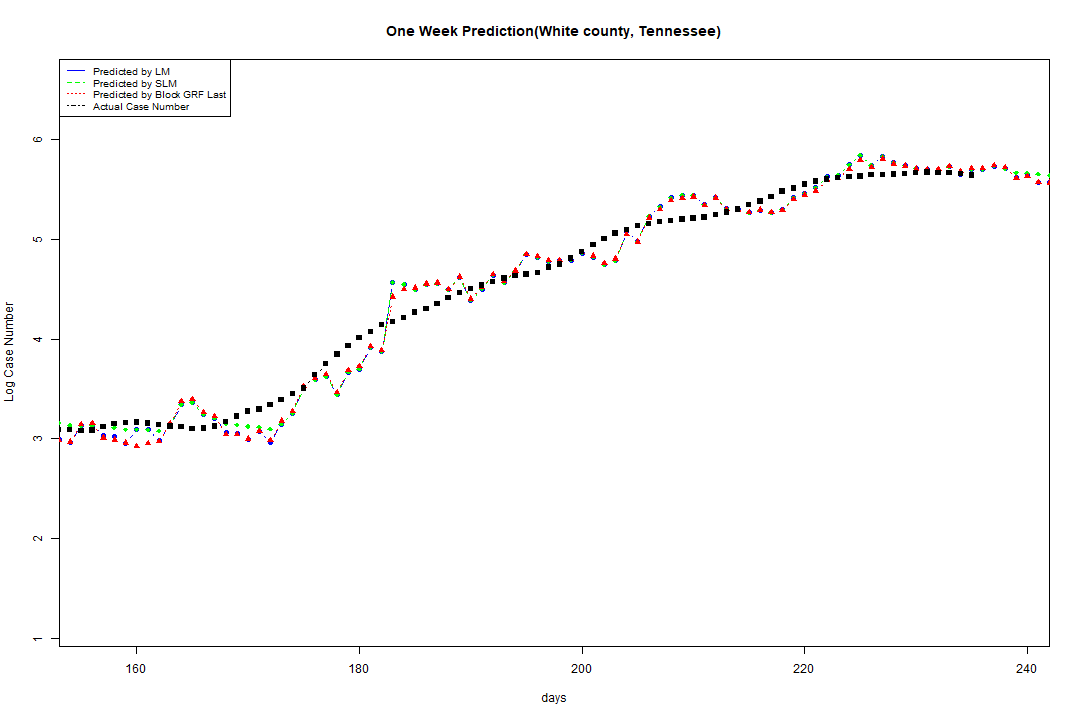 One Week Prediction(White county, Tennessee)
Predicted by LM
Predicted by SLM
Predicted by Block GRF Last
Actual Case Number
Log Case Number
6
5
4
3
2
1
160 180 200 220 240
days